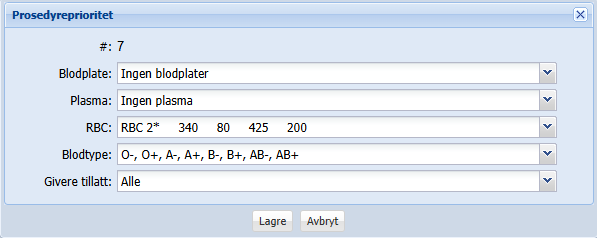 Prosedyreprioritet
#: 7
Blodplate: Ingen blodplater
Plasma: Ingen plasma
RBC: RBC 2* 340 80 425 200
Blodtype: O-, O+, A-, A+, B-, B+, AB-, AB+
Givere tillatt: Alle
Lagre Avbryt